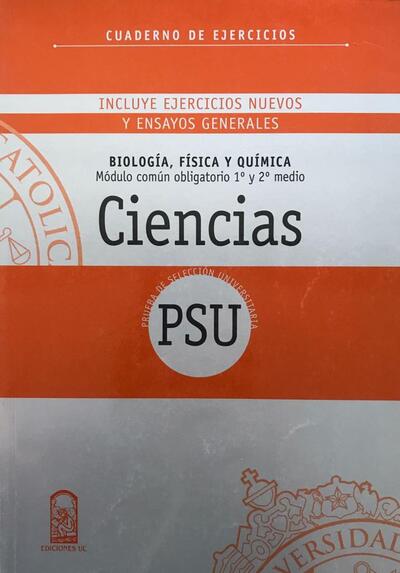 CUADERNO DE EJERCICIOS
INCLUYE EJERCICIOS NUEVOS
Y ENSAYOS GENERALES
BIOLOGÍA, FÍSICA Y QUÍMICA
Módulo común obligatorio 1º y 2º medio
Ciencias
PRUEBA DE SELECCIÓN UNIVERSITARIA
PSU
EDICIONES UC